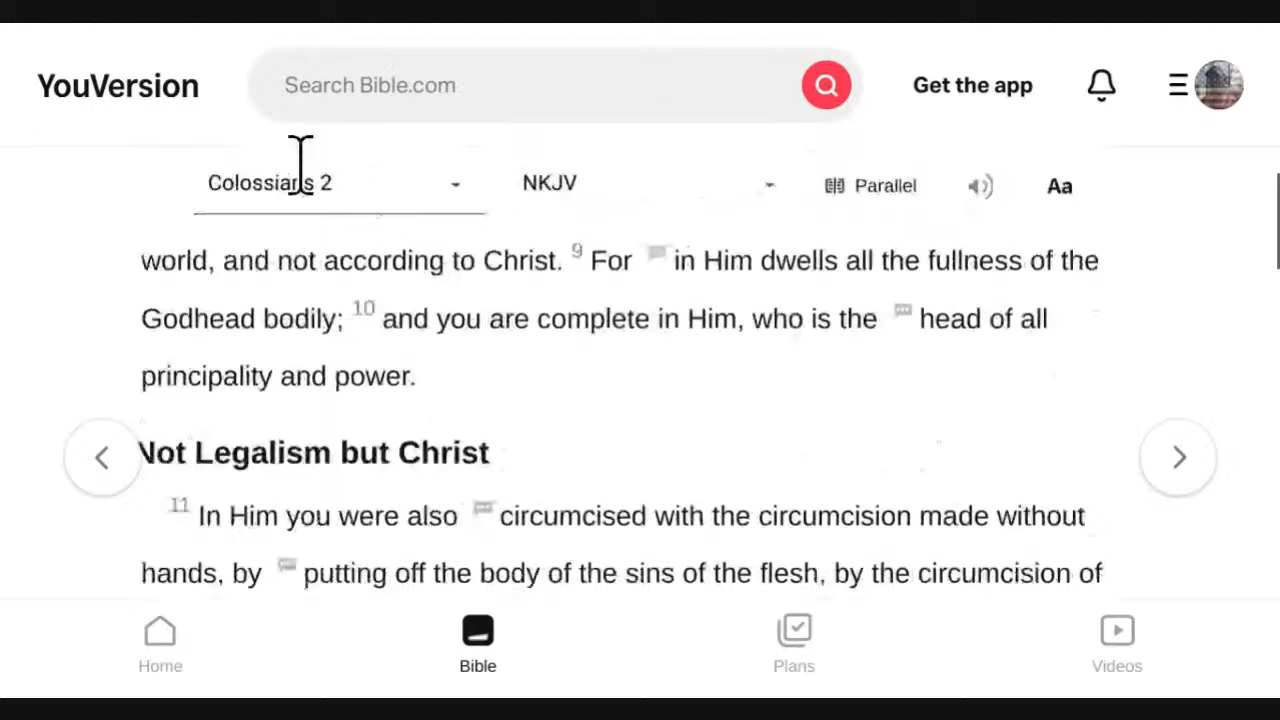 YouVersion Search Bible.com Get the app
Colossians 2 NKJV Parallel Aa
world, and not according to Christ. 9 For in Him dwells all the fullness of the
Godhead bodily; 10 and you are complete in Him, who is the head of all
principality and power.
Not Legalism but Christ
11 In Him you were also circumcised with the circumcision made without
hands, by putting off the body of the sins of the flesh, by the circumcision of
Home Bible Plans Videos